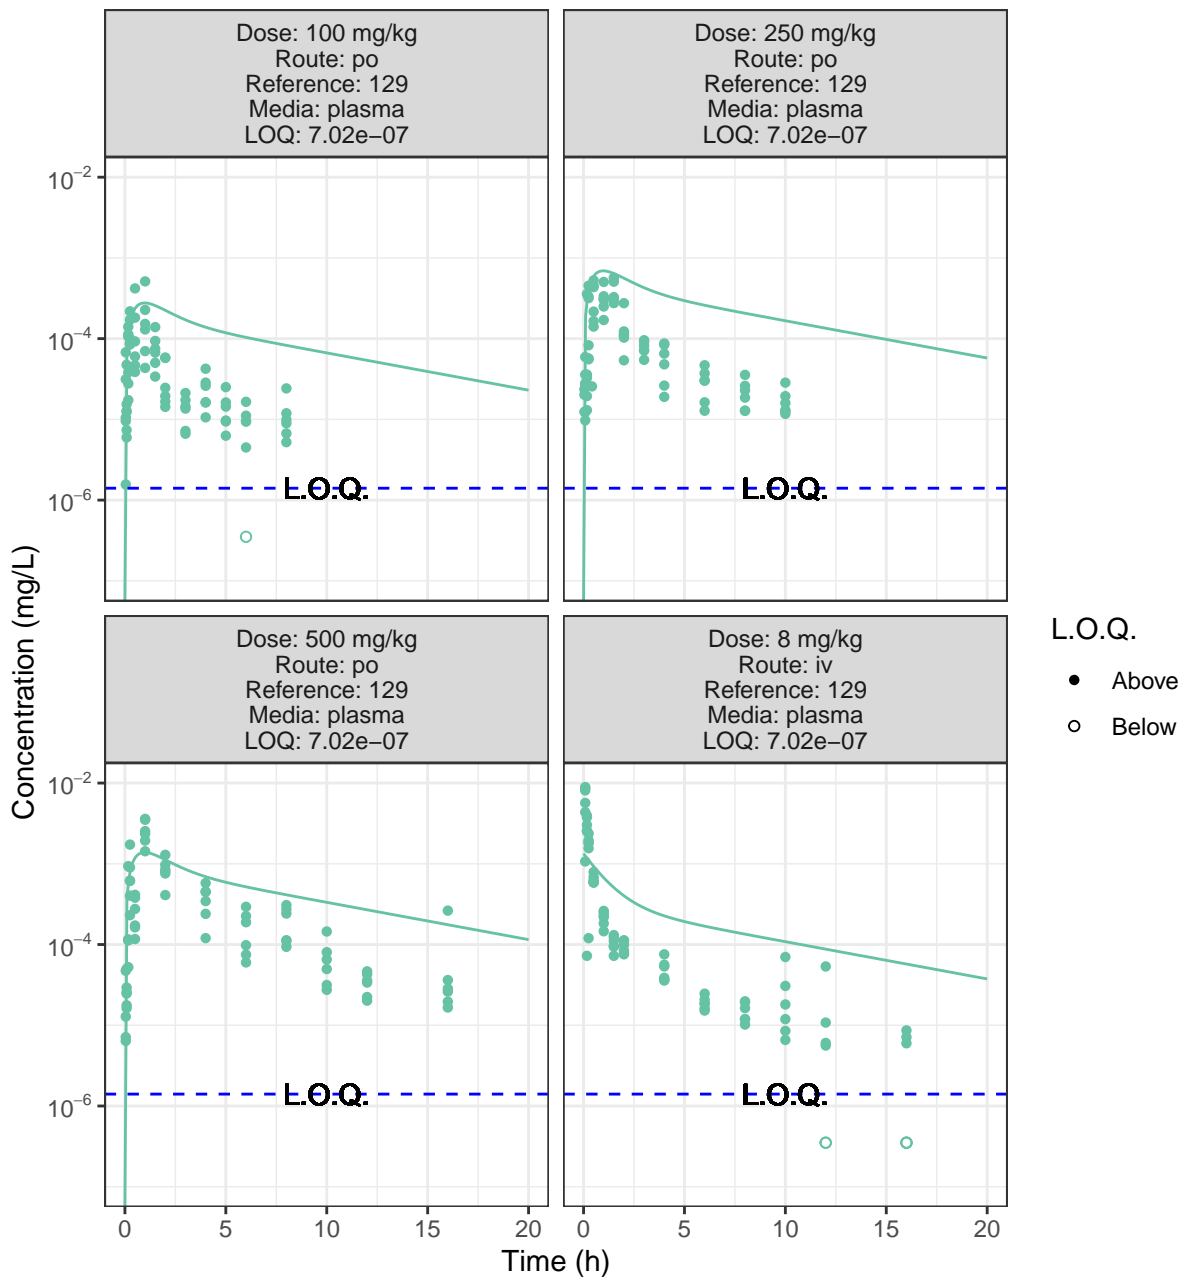 Dose: 100 mg/kg
Route: po
Reference: 129
Media: plasma
LOQ: 7.02e−07
Dose: 250 mg/kg
Route: po
Reference: 129
Media: plasma
LOQ: 7.02e−07
10⁻²
10⁻⁴
10⁻⁶
L.O.Q.
L.O.Q.
Dose: 500 mg/kg
Route: po
Reference: 129
Media: plasma
LOQ: 7.02e−07
Dose: 8 mg/kg
Route: iv
Reference: 129
Media: plasma
LOQ: 7.02e−07
10⁻²
10⁻⁴
10⁻⁶
L.O.Q.
L.O.Q.
0 5 10 15 20
0 5 10 15 20
Time (h)
Concentration (mg/L)
L.O.Q.
Above
Below